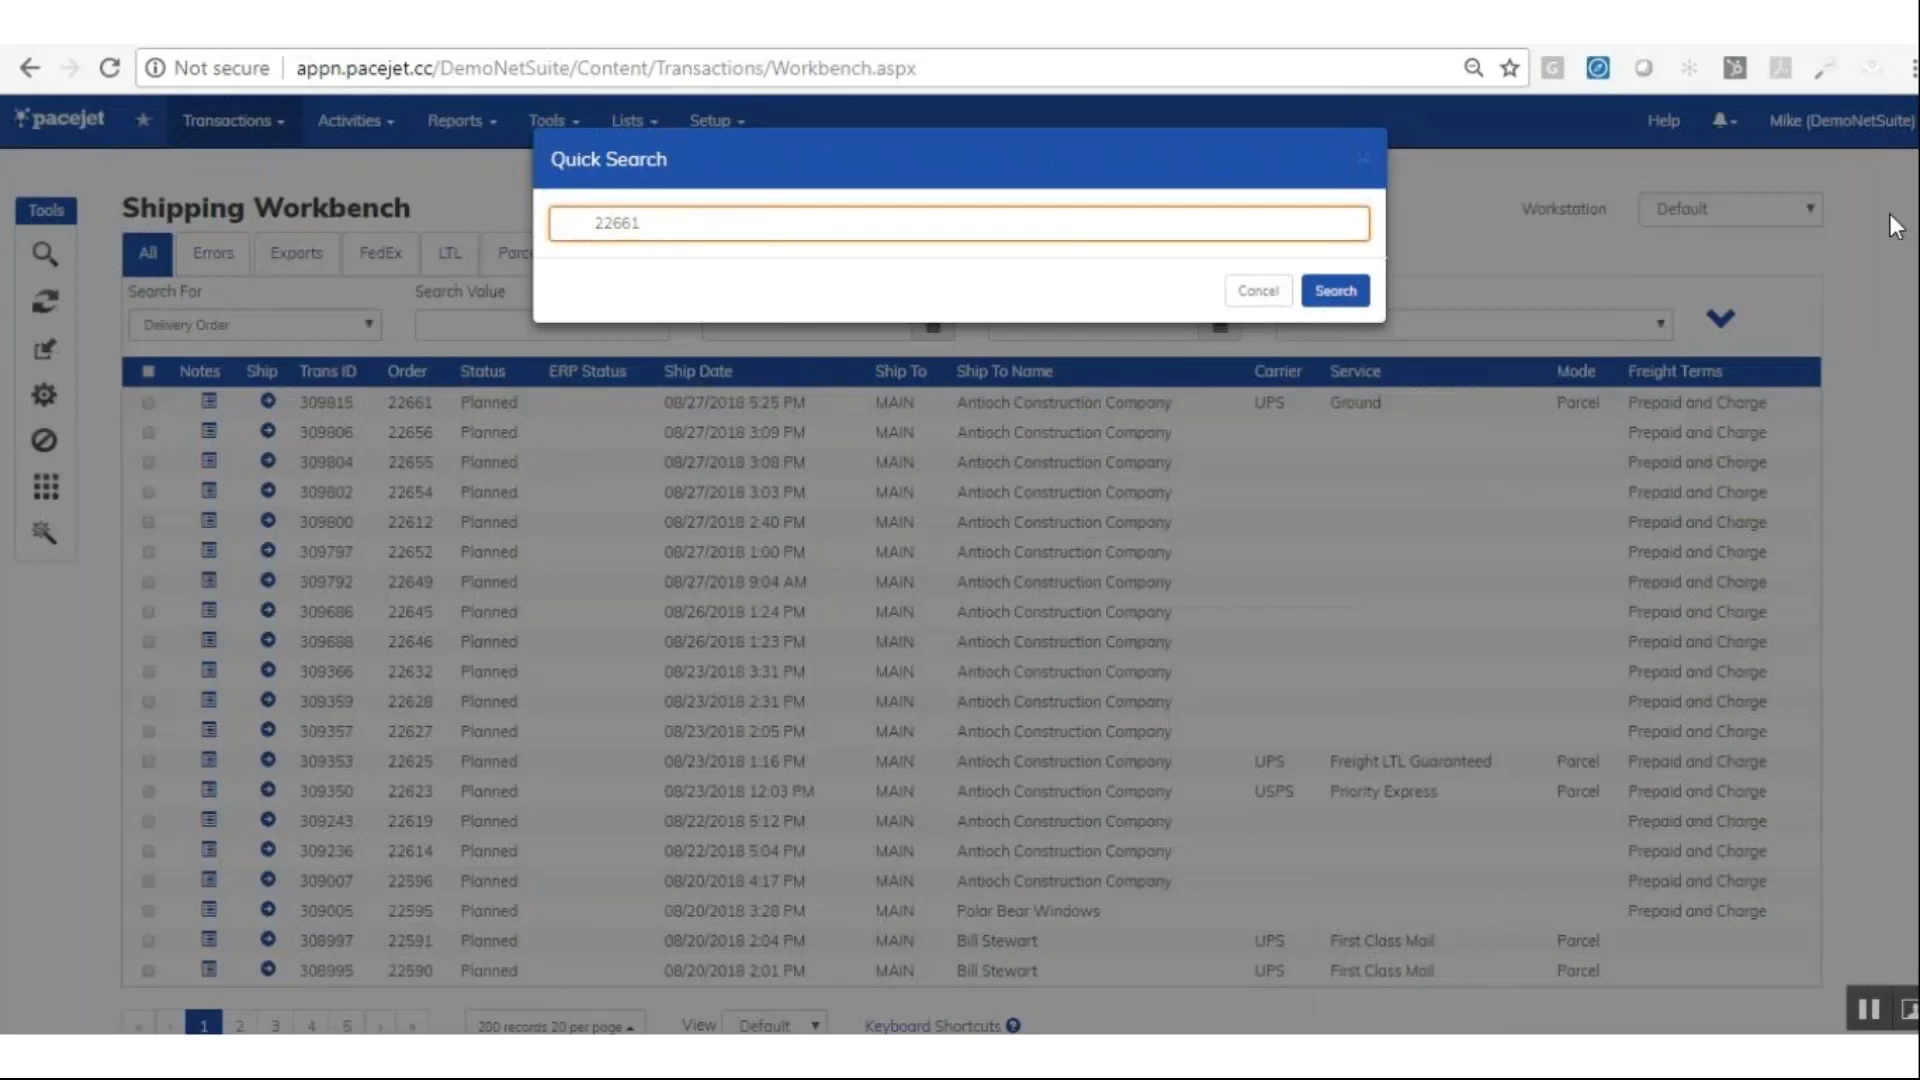 Not secure appn.pacejet.cc/DemoNetSuite/Content/Transactions/Workbench.aspx
pacejet Transactions Activities Reports Tools Lists Setup Help Mike (DemoNetSuite)
Quick Search
22661
Cancel Search
Tools
Shipping Workbench Workstation Default
All Errors Exports FedEx LTL
Search For Search Value
Delivery Order
Notes Ship Trans ID Order Status ERP Status Ship Date Ship To Ship To Name Carrier Service Mode Freight Terms
309815 22661 Planned 08/27/2018 5:25 PM MAIN Antioch Construction Company UPS Ground Parcel Prepaid and Charge
309806 22656 Planned 08/27/2018 3:09 PM MAIN Antioch Construction Company Prepaid and Charge
309804 22655 Planned 08/27/2018 3:08 PM MAIN Antioch Construction Company Prepaid and Charge
309802 22654 Planned 08/27/2018 3:03 PM MAIN Antioch Construction Company Prepaid and Charge
309800 22612 Planned 08/27/2018 2:40 PM MAIN Antioch Construction Company Prepaid and Charge
309797 22652 Planned 08/27/2018 1:00 PM MAIN Antioch Construction Company Prepaid and Charge
309792 22649 Planned 08/27/2018 9:04 AM MAIN Antioch Construction Company Prepaid and Charge
309686 22645 Planned 08/26/2018 1:24 PM MAIN Antioch Construction Company Prepaid and Charge
309688 22646 Planned 08/26/2018 1:23 PM MAIN Antioch Construction Company Prepaid and Charge
309366 22632 Planned 08/23/2018 3:31 PM MAIN Antioch Construction Company Prepaid and Charge
309359 22628 Planned 08/23/2018 2:31 PM MAIN Antioch Construction Company Prepaid and Charge
309357 22627 Planned 08/23/2018 2:05 PM MAIN Antioch Construction Company Prepaid and Charge
309353 22625 Planned 08/23/2018 1:16 PM MAIN Antioch Construction Company UPS Freight LTL Guaranteed Parcel Prepaid and Charge
309350 22623 Planned 08/23/2018 12:03 PM MAIN Antioch Construction Company USPS Priority Express Parcel Prepaid and Charge
309243 22619 Planned 08/22/2018 5:12 PM MAIN Antioch Construction Company Prepaid and Charge
309236 22614 Planned 08/22/2018 5:04 PM MAIN Antioch Construction Company Prepaid and Charge
309007 22596 Planned 08/20/2018 4:17 PM MAIN Antioch Construction Company Prepaid and Charge
309005 22595 Planned 08/20/2018 3:28 PM MAIN Polar Bear Windows Prepaid and Charge
308997 22591 Planned 08/20/2018 2:04 PM MAIN Bill Stewart UPS First Class Mail Parcel
308995 22590 Planned 08/20/2018 2:01 PM MAIN Bill Stewart UPS First Class Mail Parcel
« ‹ 1 2 3 4 5 › » 200 records 20 per page View Default Keyboard Shortcuts